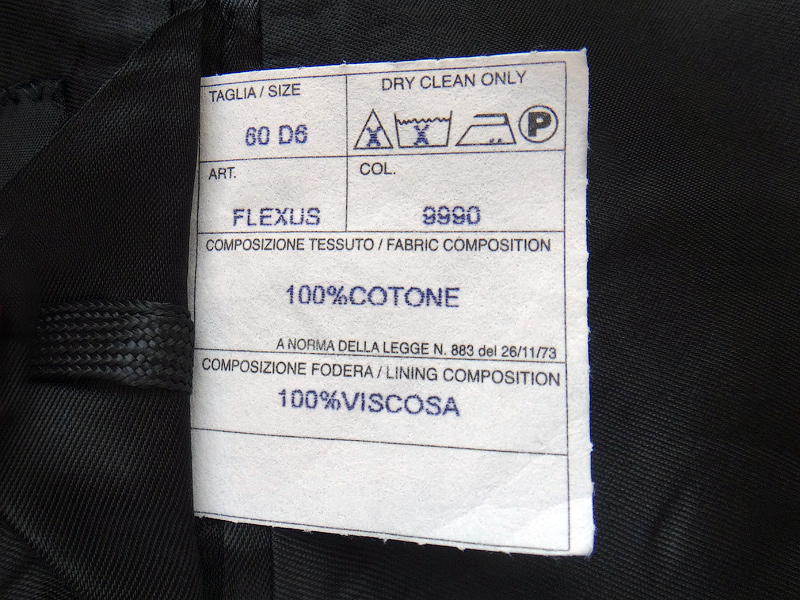 TAGLIA / SIZE
60 D6
DRY CLEAN ONLY
X X P
ART.
FLEXUS
COL.
9990
COMPOSIZIONE TESSUTO / FABRIC COMPOSITION
100%COTONE
A NORMA DELLA LEGGE N. 883 del 26/11/73
COMPOSIZIONE FODERA / LINING COMPOSITION
100%VISCOSA